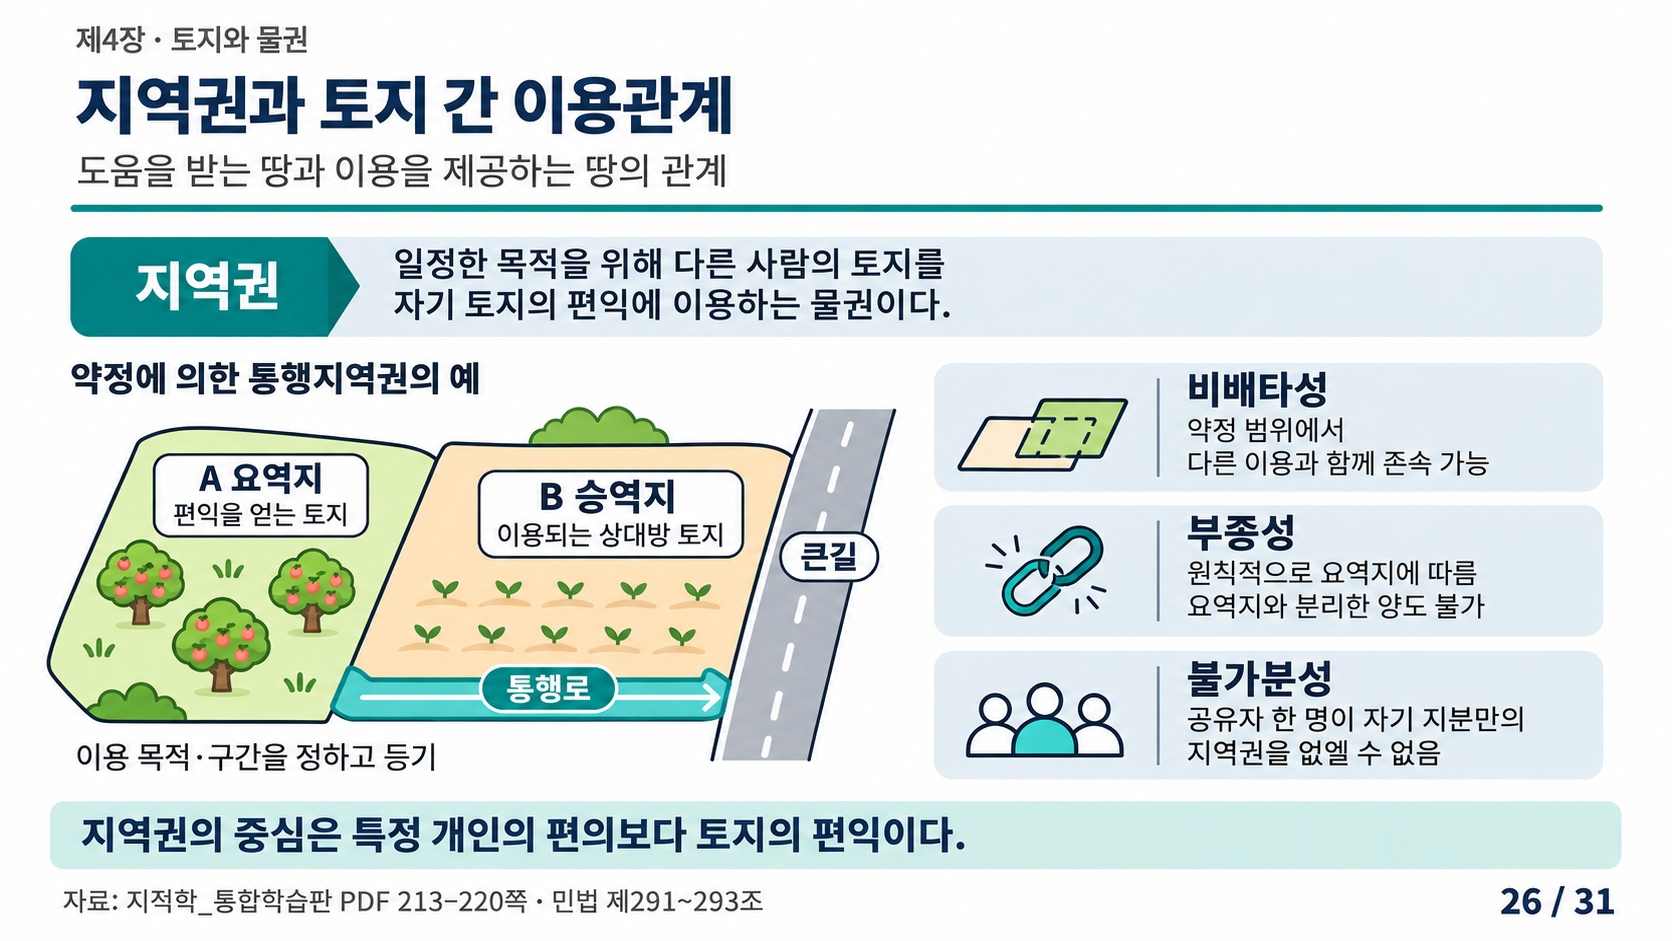 제4장 · 토지와 물권
지역권과 토지 간 이용관계
도움을 받는 땅과 이용을 제공하는 땅의 관계
지역권
일정한 목적을 위해 다른 사람의 토지를
자기 토지의 편익에 이용하는 물권이다.
약정에 의한 통행지역권의 예
A 요역지
편익을 얻는 토지
B 승역지
이용되는 상대방 토지
큰길
통행로
이용 목적·구간을 정하고 등기
비배타성
약정 범위에서
다른 이용과 함께 존속 가능
부종성
원칙적으로 요역지에 따름
요역지와 분리한 양도 불가
불가분성
공유자 한 명이 자기 지분만의
지역권을 없앨 수 없음
지역권의 중심은 특정 개인의 편의보다 토지의 편익이다.
자료: 지적학_통합학습판 PDF 213–220쪽 · 민법 제291~293조
26 / 31